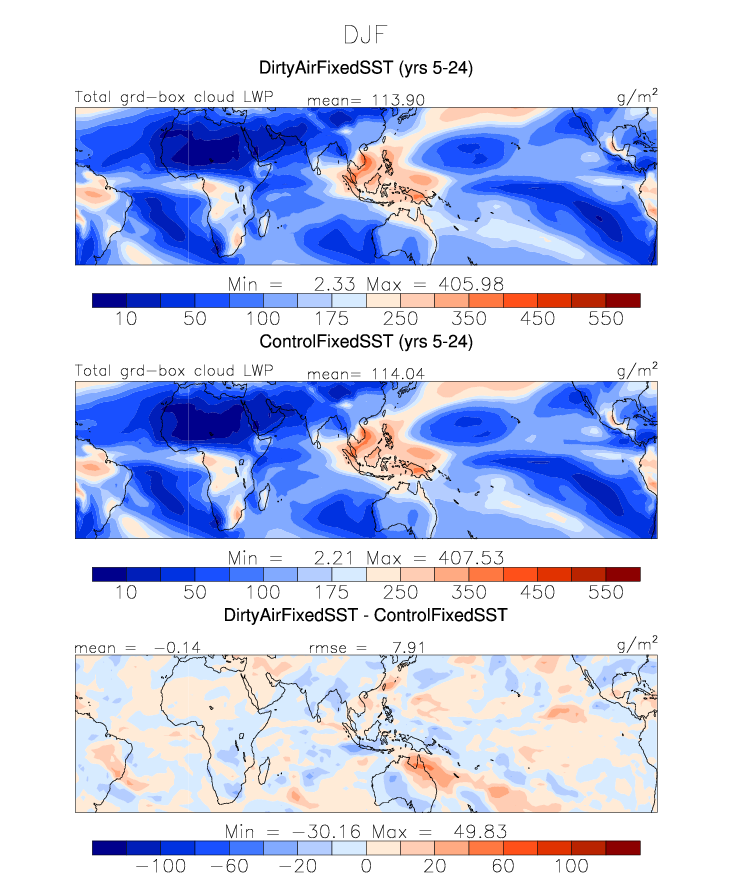 DJF
DirtyAirFixedSST (yrs 5-24)
Total grd-box cloud LWP mean= 113.90 g/m²
Min = 2.33 Max = 405.98
10 50 100 175 250 350 450 550
ControlFixedSST (yrs 5-24)
Total grd-box cloud LWP mean= 114.04 g/m²
Min = 2.21 Max = 407.53
10 50 100 175 250 350 450 550
DirtyAirFixedSST - ControlFixedSST
mean = -0.14 rmse = 7.91 g/m²
Min = -30.16 Max = 49.83
-100 -60 -20 0 20 60 100